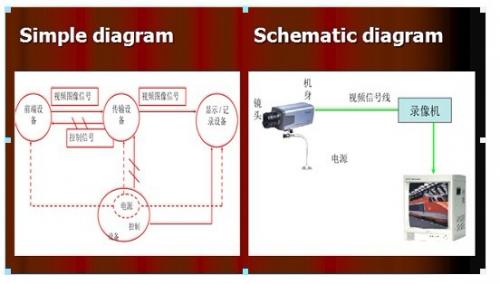 Simple diagram
视频图像信号
视频图像信号
前端设
备
传输设
备
显示/记
录设备
控制信号
电源
控制
设备
Schematic diagram
机
身
镜
头
视频信号线
录像机
电源